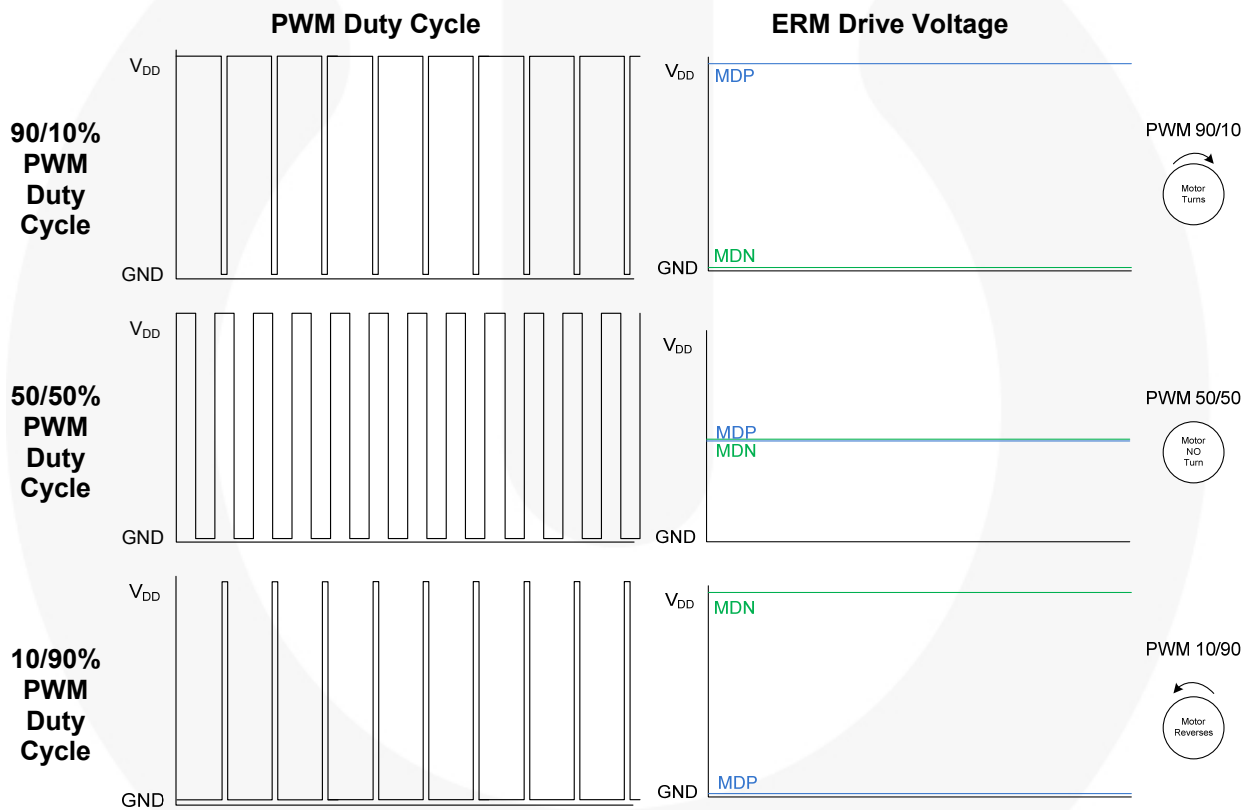 PWM Duty Cycle
ERM Drive Voltage
90/10%
PWM
Duty
Cycle
VDD
GND
VDD
MDP
MDN
GND
PWM 90/10
Motor
Turns
50/50%
PWM
Duty
Cycle
VDD
GND
VDD
MDP
MDN
GND
PWM 50/50
Motor
NO
Turn
10/90%
PWM
Duty
Cycle
VDD
GND
VDD
MDN
MDP
GND
PWM 10/90
Motor
Reverses